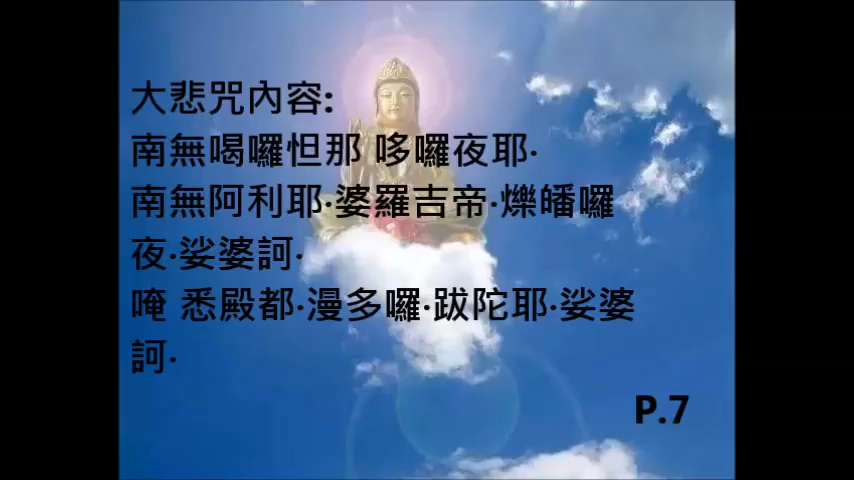 大悲咒內容:
南無喝囉怛那 哆囉夜耶·
南無阿利耶·婆羅吉帝·爍皤囉
夜·娑婆訶·
唵 悉殿都·漫多囉·跋陀耶·娑婆
訶·
P.7